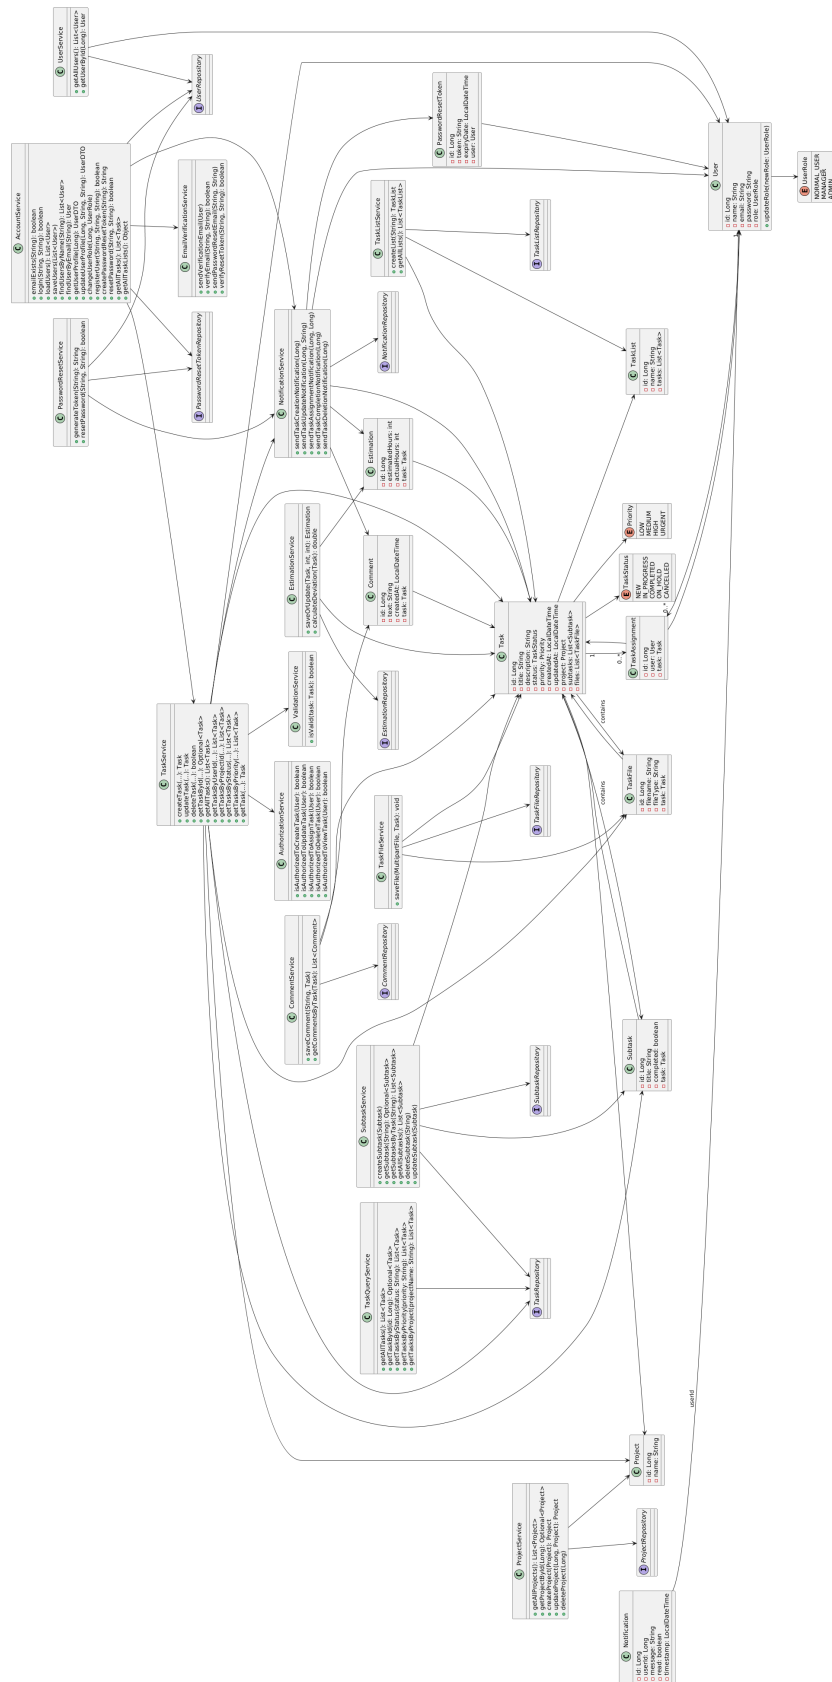 UserService
getAllUsers(): List<User>
getUserById(Long): User
AccountService
emailExists(String): boolean
login(String, String): boolean
loadUsers(): List<User>
saveUsers(List<User>)
findUsersByName(String): List<User>
findUserByEmail(String): User
getUserProfile(Long): UserDTO
updateUserProfile(Long, String, String): UserDTO
changeUserRole(Long, UserRole)
registerUser(String, String, String): boolean
createPasswordResetToken(String): String
resetPassword(String, String): boolean
getAllTasks(): List<Task>
getAllTaskLists(): Object
PasswordResetService
generateToken(String): String
resetPassword(String, String): boolean
UserRepository
EmailVerificationService
sendVerificationEmail(User)
verifyEmail(String, String): boolean
sendPasswordResetEmail(String, String)
verifyResetToken(String, String): boolean
PasswordResetTokenRepository
TaskService
createTask(...): Task
updateTask(...): Task
deleteTask(...): boolean
getTaskById(...): Optional<Task>
getAllTasks(): List<Task>
getTasksByUserId(...): List<Task>
getTasksByProjectId(...): List<Task>
getTasksByStatus(...): List<Task>
getTasksByPriority(...): List<Task>
getTask(...): Task
NotificationService
sendTaskCreationNotification(Long)
sendTaskUpdateNotification(Long, String)
sendTaskAssignmentNotification(Long, Long)
sendTaskCompletionNotification(Long)
sendTaskDeletionNotification(Long)
EstimationService
saveOrUpdate(Task, int, int): Estimation
calculateDeviation(Task): double
ValidationService
isValid(task: Task): boolean
AuthorizationService
isAuthorizedToCreateTask(User): boolean
isAuthorizedToUpdateTask(User): boolean
isAuthorizedToAssignTask(User): boolean
isAuthorizedToDeleteTask(User): boolean
isAuthorizedToViewTask(User): boolean
CommentService
saveComment(String, Task)
getCommentsByTask(Task): List<Comment>
PasswordResetToken
id: Long
token: String
expiryDate: LocalDateTime
user: User
TaskListService
createList(String): TaskList
getAllLists(): List<TaskList>
NotificationRepository
Estimation
id: Long
estimatedHours: int
actualHours: int
task: Task
Comment
id: Long
text: String
createdAt: LocalDateTime
task: Task
EstimationRepository
TaskFileService
saveFile(MultipartFile, Task): void
CommentRepository
SubtaskService
createSubtask(Subtask)
getSubtask(String): Optional<Subtask>
getSubtasksByTask(String): List<Subtask>
getAllSubtasks(): List<Subtask>
deleteSubtask(String)
updateSubtask(Subtask)
TaskQueryService
getAllTasks(): List<Task>
getTaskById(id: Long): Optional<Task>
getTasksByStatus(status: String): List<Task>
getTasksByPriority(priority: String): List<Task>
getTasksByProject(projectName: String): List<Task>
TaskListRepository
Task
id: Long
title: String
description: String
status: TaskStatus
priority: Priority
createdAt: LocalDateTime
updatedAt: LocalDateTime
project: Project
subtasks: List<Subtask>
files: List<TaskFile>
TaskFileRepository
SubtaskRepository
TaskRepository
ProjectService
getAllProjects(): List<Project>
getProjectById(Long): Optional<Project>
createProject(Project): Project
updateProject(Long, Project): Project
deleteProject(Long)
TaskList
id: Long
name: String
tasks: List<Task>
Priority
LOW
MEDIUM
HIGH
URGENT
TaskStatus
NEW
IN_PROGRESS
COMPLETED
ON_HOLD
CANCELLED
1
0..*
0..*
TaskAssignment
id: Long
user: User
task: Task
contains
contains
TaskFile
id: Long
filename: String
fileType: String
task: Task
Subtask
id: Long
title: String
completed: boolean
task: Task
Project
id: Long
name: String
ProjectRepository
Notification
id: Long
userId: Long
message: String
read: boolean
timestamp: LocalDateTime
userId
User
id: Long
name: String
email: String
password: String
role: UserRole
updateRole(newRole: UserRole)
UserRole
NORMAL_USER
MANAGER
ADMIN